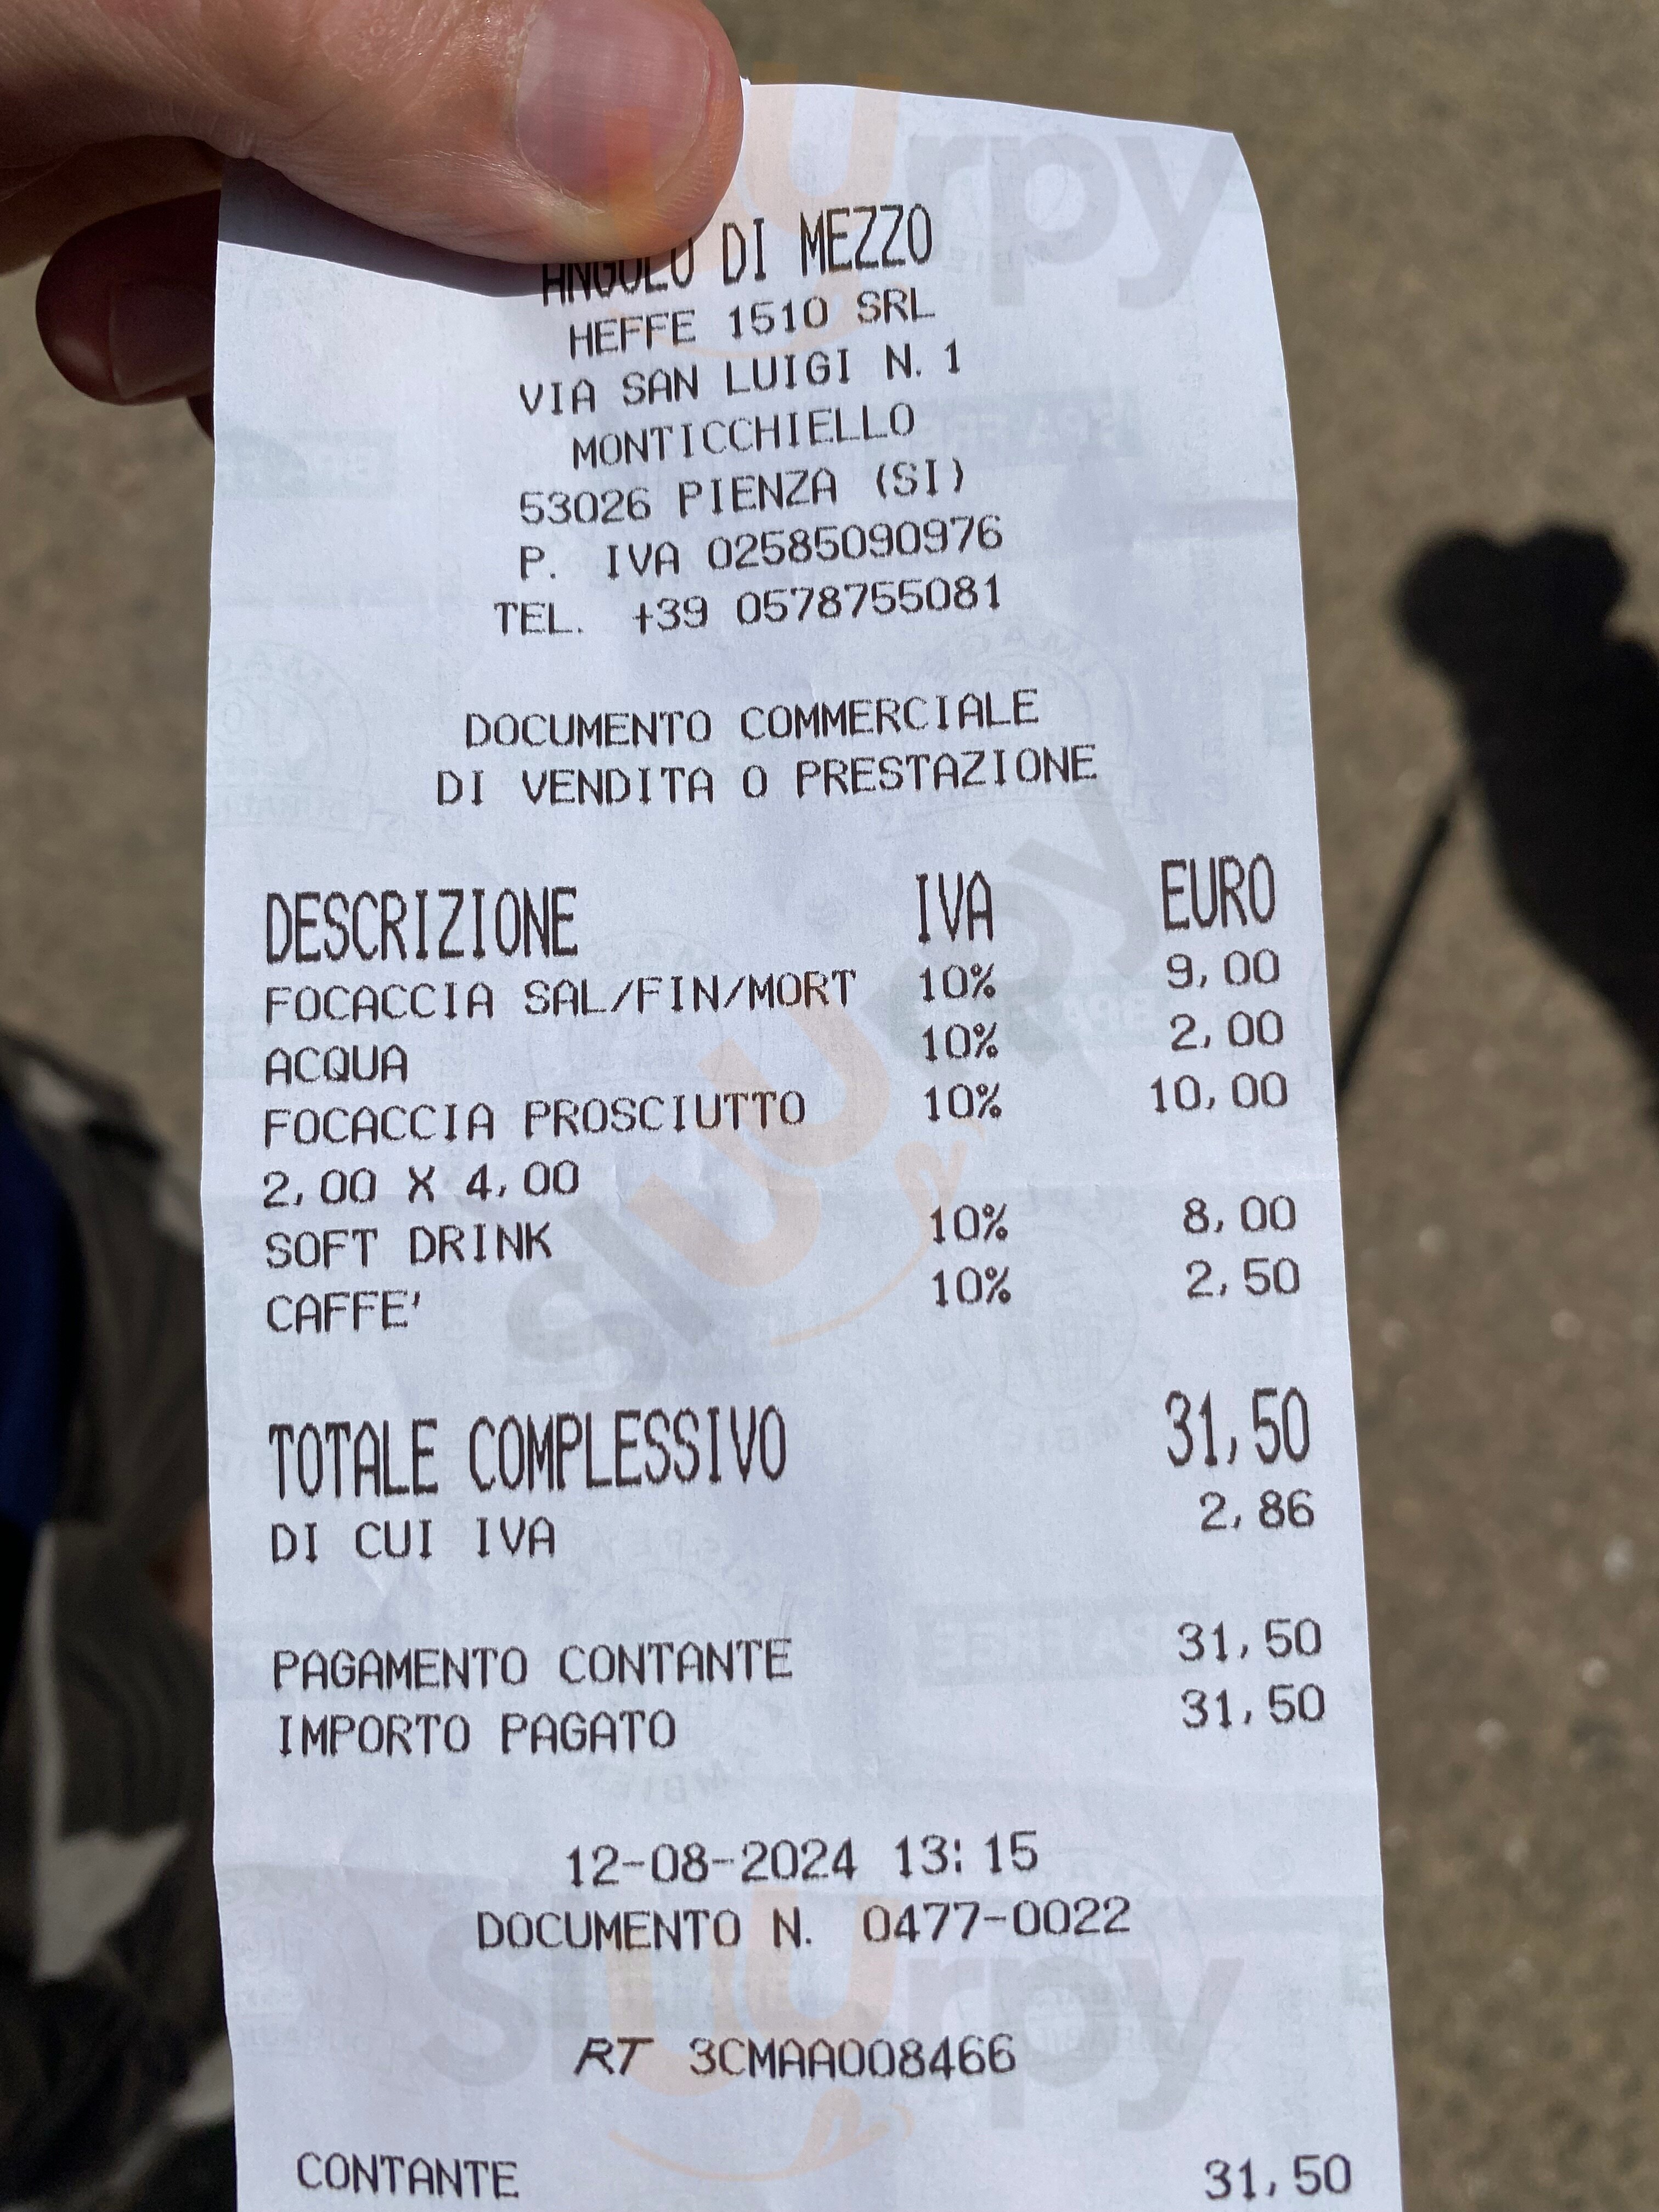 ANGOLO DI MEZZO
HEFFE 1510 SRL
VIA SAN LUIGI N. 1
MONTICCHIELLO
53026 PIENZA (SI)
P. IVA 02585090976
TEL. +39 0578755081
DOCUMENTO COMMERCIALE
DI VENDITA O PRESTAZIONE
DESCRIZIONE IVA EURO
FOCACCIA SAL/FIN/MORT 10% 9,00
ACQUA 10% 2,00
FOCACCIA PROSCIUTTO 10% 10,00
2,00 X 4,00
SOFT DRINK 10% 8,00
CAFFE' 10% 2,50
TOTALE COMPLESSIVO 31,50
DI CUI IVA 2,86
PAGAMENTO CONTANTE 31,50
IMPORTO PAGATO 31,50
12-08-2024 13:15
DOCUMENTO N. 0477-0022
RT 3CMAA008466
CONTANTE 31,50
sluurpy
sluurpy
sluurpy